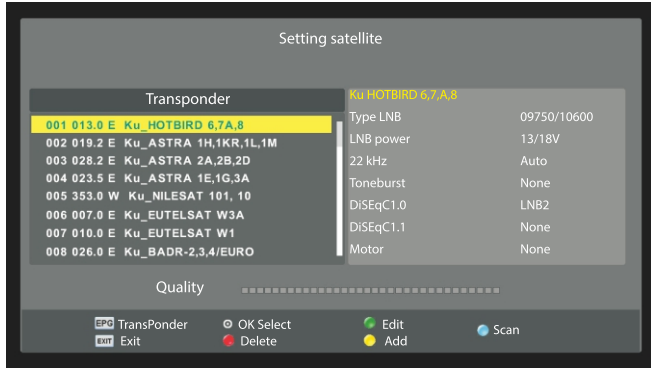 Setting satellite
Transponder
001 013.0 E Ku_HOTBIRD 6,7A,8
002 019.2 E Ku_ASTRA 1H,1KR,1L,1M
003 028.2 E Ku_ASTRA 2A,2B,2D
004 023.5 E Ku_ASTRA 1E,1G,3A
005 353.0 W Ku_NILESAT 101, 10
006 007.0 E Ku_EUTELSAT W3A
007 010.0 E Ku_EUTELSAT W1
008 026.0 E Ku_BADR-2,3,4/EURO
Ku HOTBIRD 6,7,A,8
Type LNB 09750/10600
LNB power 13/18V
22 kHz Auto
Toneburst None
DiSEqC1.0 LNB2
DiSEqC1.1 None
Motor None
Quality
EPG TransPonder OK Select Edit Scan
EXIT Exit Delete Add